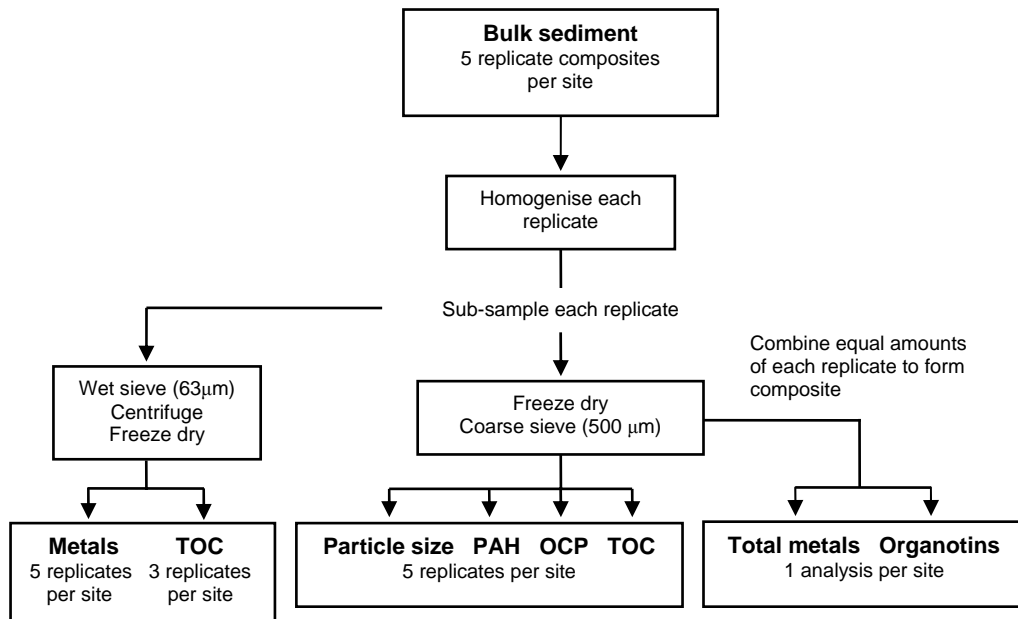 Bulk sediment
5 replicate composites
per site
Homogenise each
replicate
Sub-sample each replicate
Combine equal amounts
of each replicate to form
composite
Wet sieve (63μm)
Centrifuge
Freeze dry
Freeze dry
Coarse sieve (500 μm)
Metals TOC
5 replicates 3 replicates
per site per site
Particle size PAH OCP TOC
5 replicates per site
Total metals Organotins
1 analysis per site